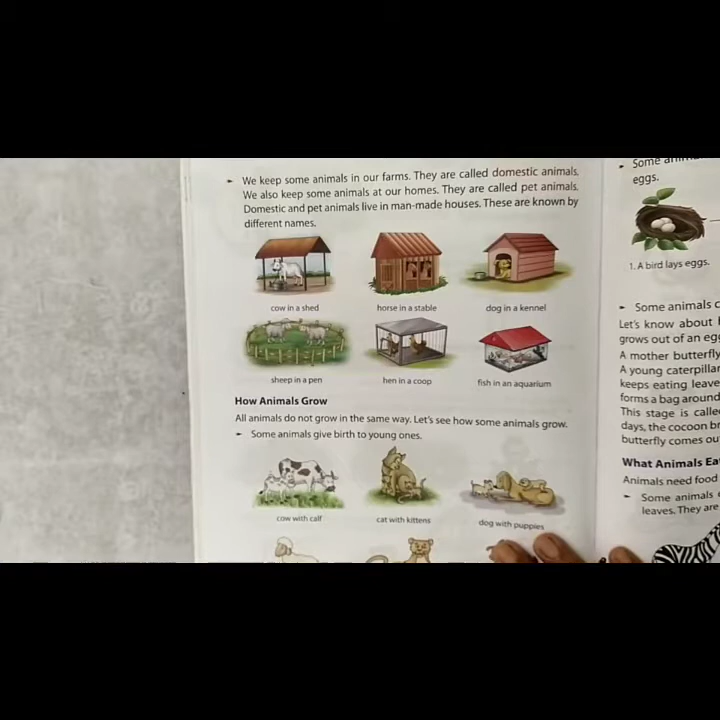 We keep some animals in our farms. They are called domestic animals.
We also keep some animals at our homes. They are called pet animals.
Domestic and pet animals live in man-made houses. These are known by
different names.
cow in a shed
horse in a stable
dog in a kennel
sheep in a pen
hen in a coop
fish in an aquarium
How Animals Grow
All animals do not grow in the same way. Let's see how some animals grow.
Some animals give birth to young ones.
cow with calf
cat with kittens
dog with puppies
Some
eggs.
1. A bird lays eggs.
Some animals
Let's know about
grows out of an
A mother butterfly
A young caterpillar
keeps eating
forms a bag around
This stage is
days, the cocoon
butterfly comes
What Animals
Animals need food
Some animals
leaves. They are